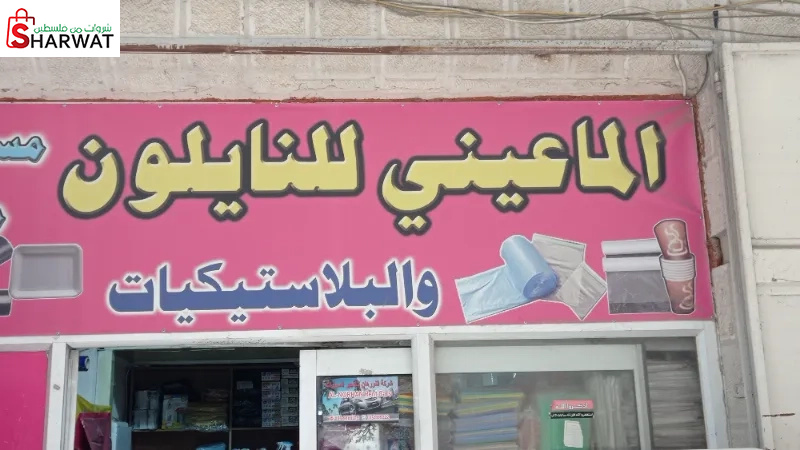 شروات من فلسطين
SHARWAT
الماعيني للنايلون
والبلاستيكيات